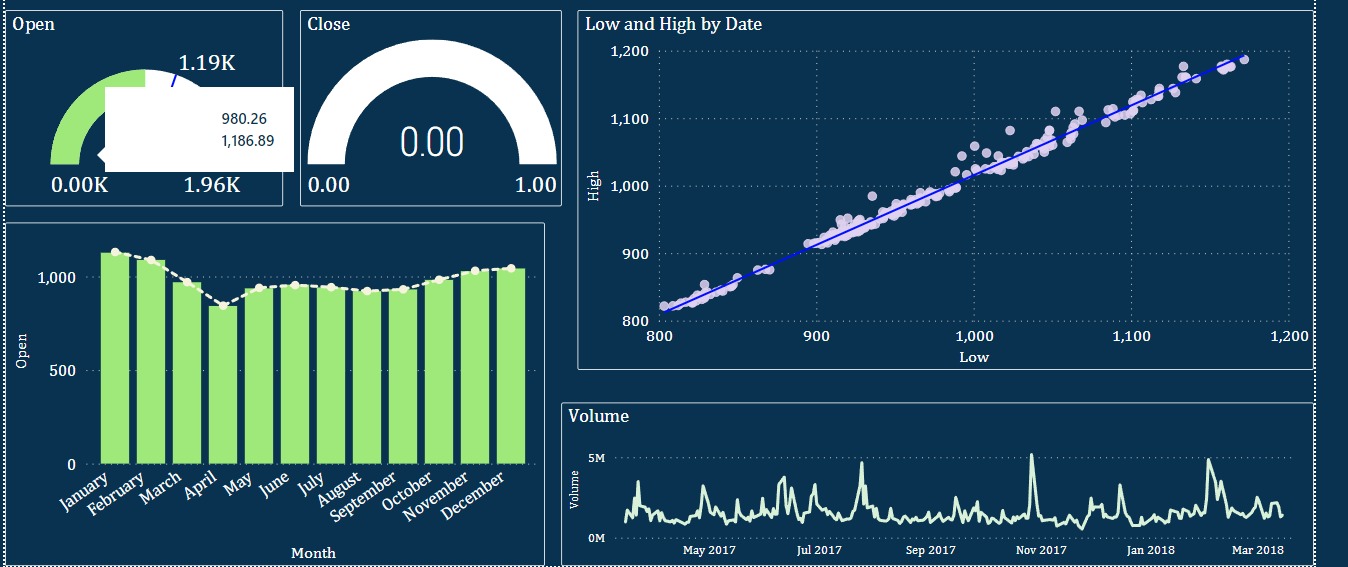 Open
1.19K
980.26
1,186.89
0.00K
1.96K
Close
0.00
0.00
1.00
Low and High by Date
High
1,200
1,100
1,000
900
800
800
900
1,000
1,100
1,200
Low
Open
1,000
500
0
January
February
March
April
May
June
July
August
September
October
November
December
Month
Volume
Volume
5M
0M
May 2017
Jul 2017
Sep 2017
Nov 2017
Jan 2018
Mar 2018